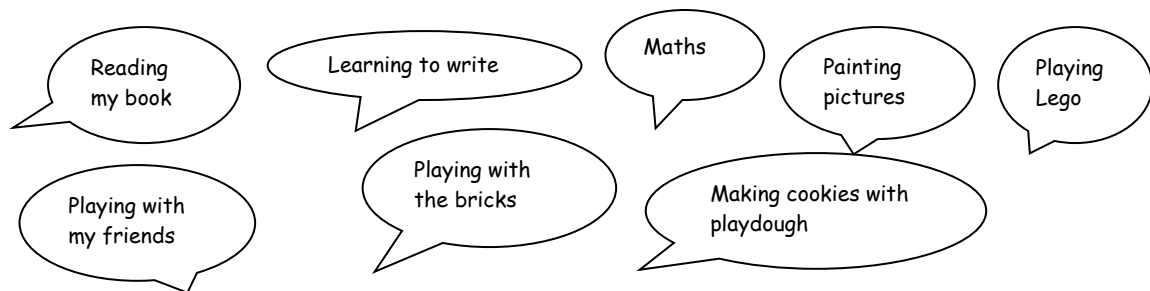 Reading
my book
Learning to write
Maths
Painting
pictures
Playing
Lego
Playing with
my friends
Playing with
the bricks
Making cookies with
playdough